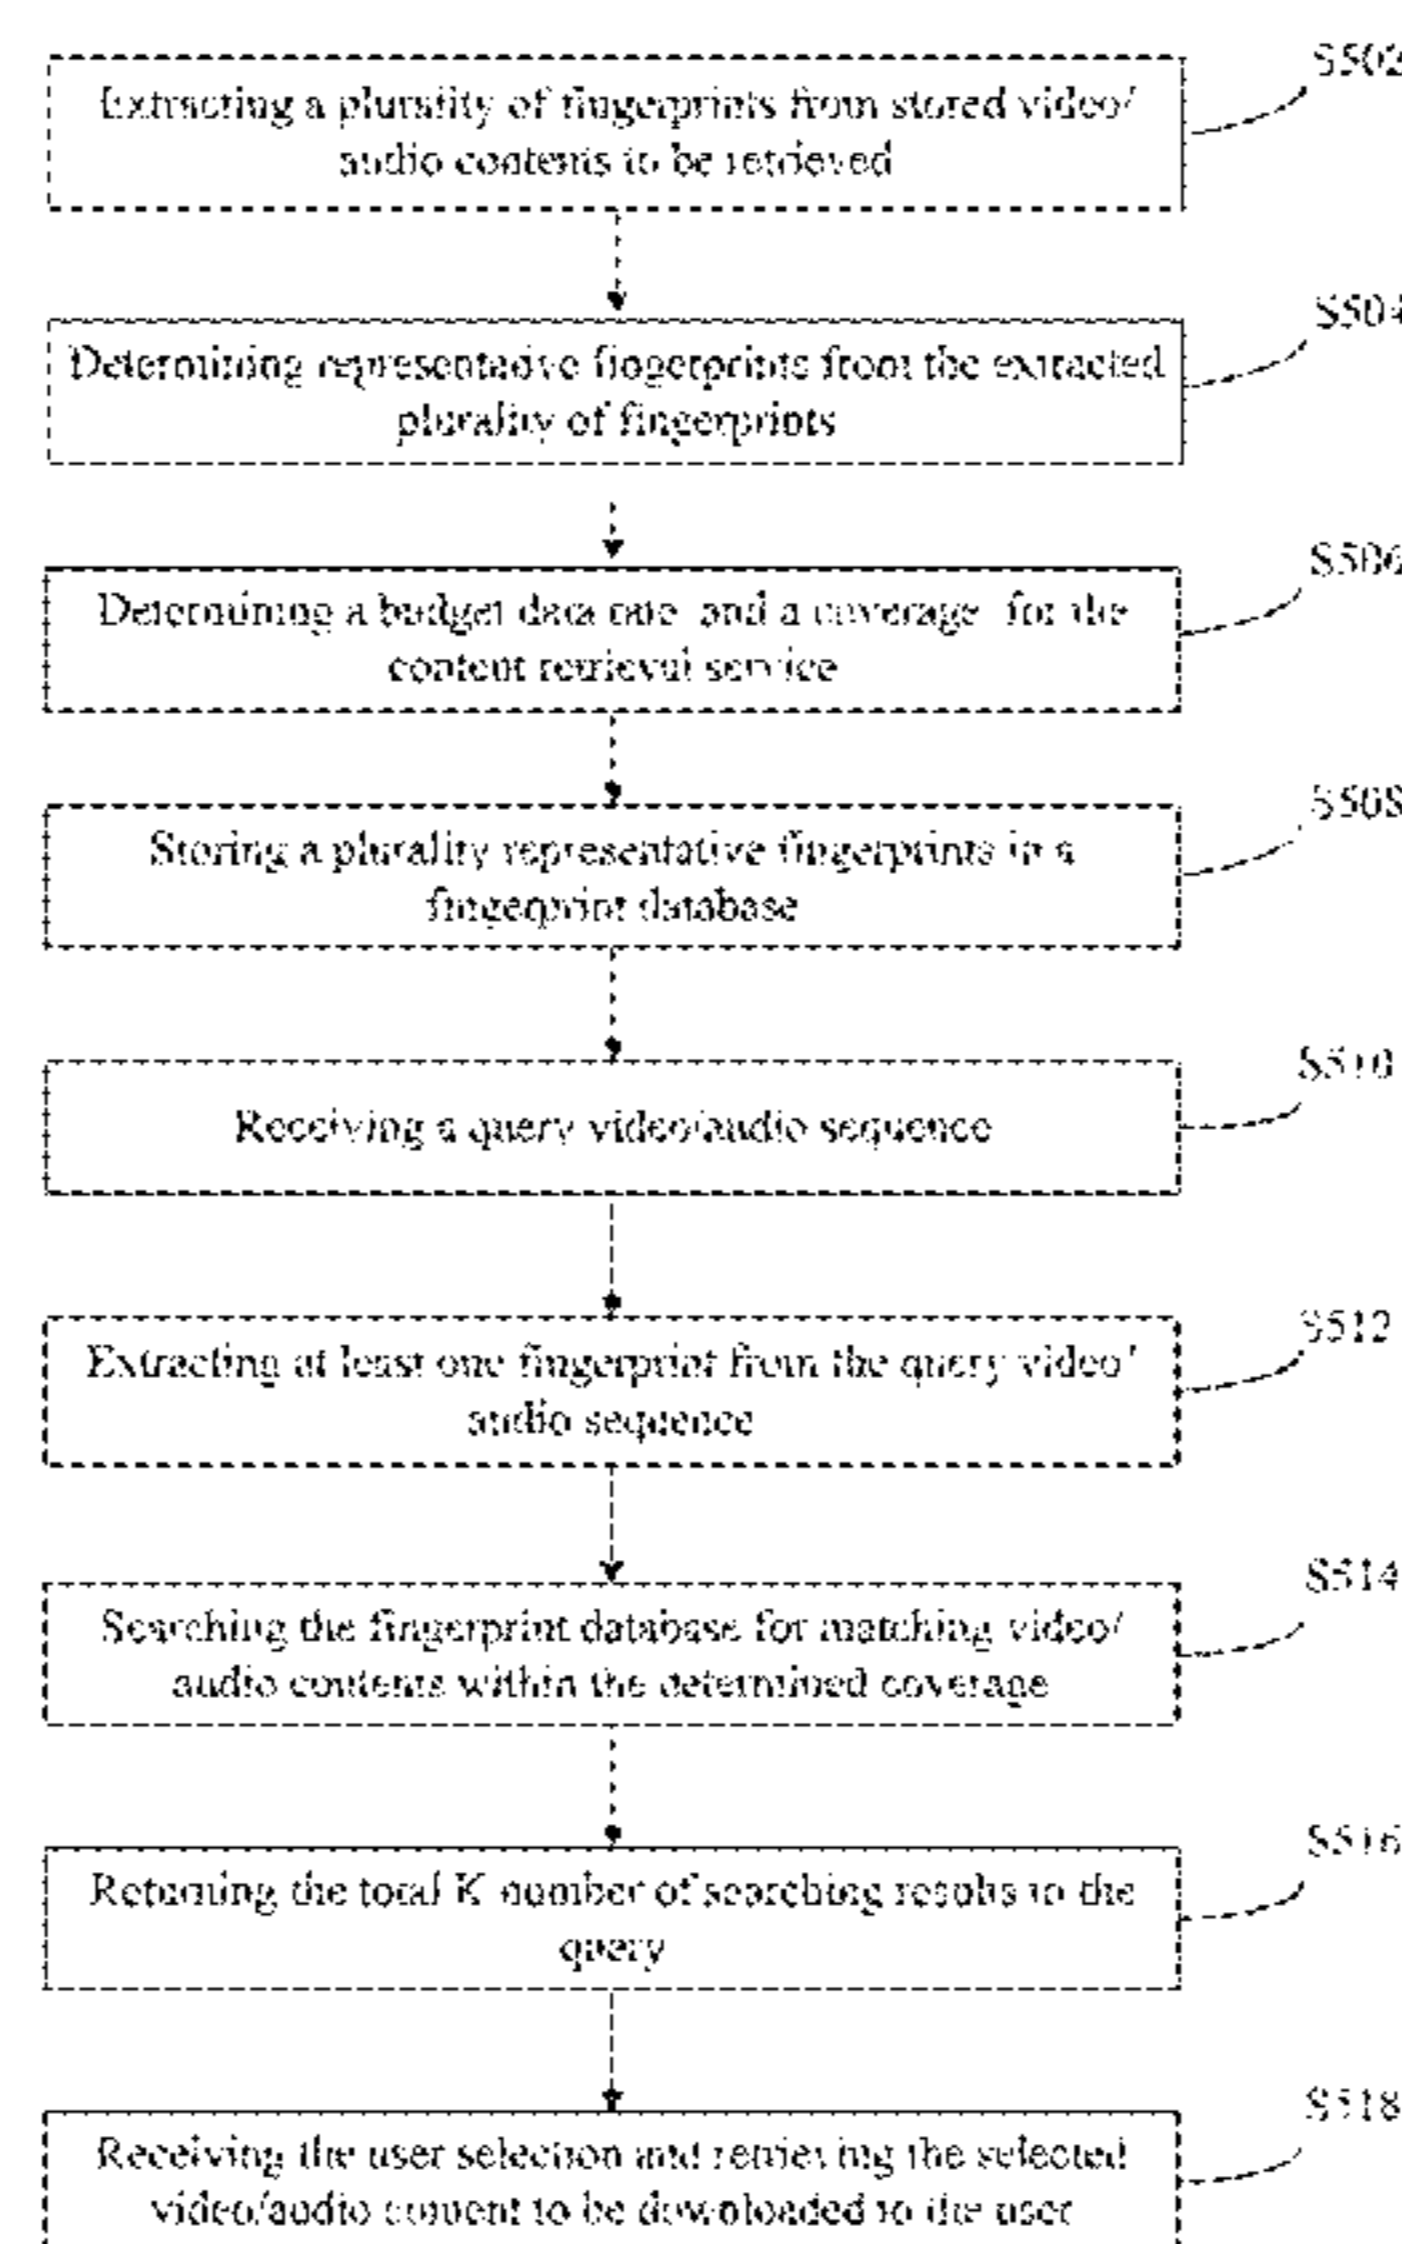 S502
Extracting a plurality of fingerprints from stored video/
audio contents to be retrieved
S504
Determining representative fingerprints from the extracted
plurality of fingerprints
S506
Determining a budget data rate and a coverage for the
content retrieval service
S508
Storing a plurality representative fingerprints in a
fingerprint database
S510
Receiving a query video/audio sequence
S512
Extracting at least one fingerprint from the query video/
audio sequence
S514
Searching the fingerprint database for matching video/
audio contents within the determined coverage
S516
Returning the total K number of searching results to the
query
S518
Receiving the user selection and retrieving the selected
video/audio content to be downloaded to the user